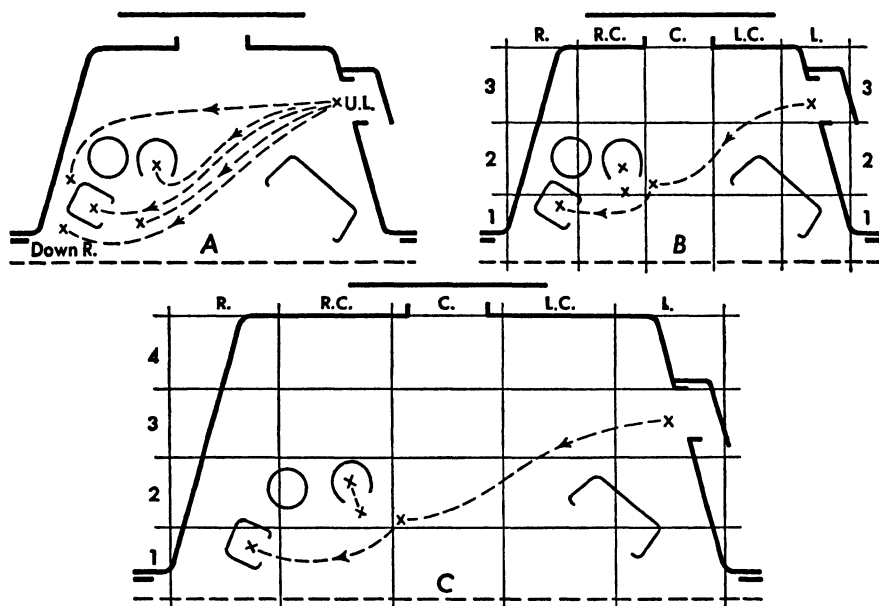 U.L.
Down R.
A
R. R.C. C. L.C. L.
3 3
2 2
1 1
B
R. R.C. C. L.C. L.
4
3
2
1
C